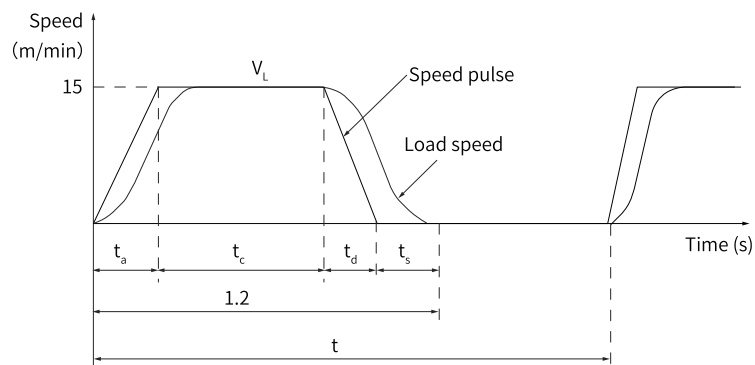 Speed
（m/min）
15
V_L
Speed pulse
Load speed
Time (s)
t_a
t_c
t_d
t_s
1.2
t